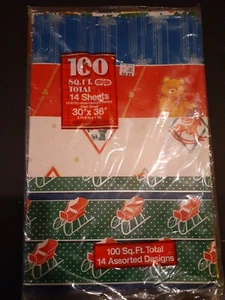 100
SQ. FT.
TOTAL
14 Sheets
30" x 36"
100 Sq. Ft. Total
14 Assorted Designs